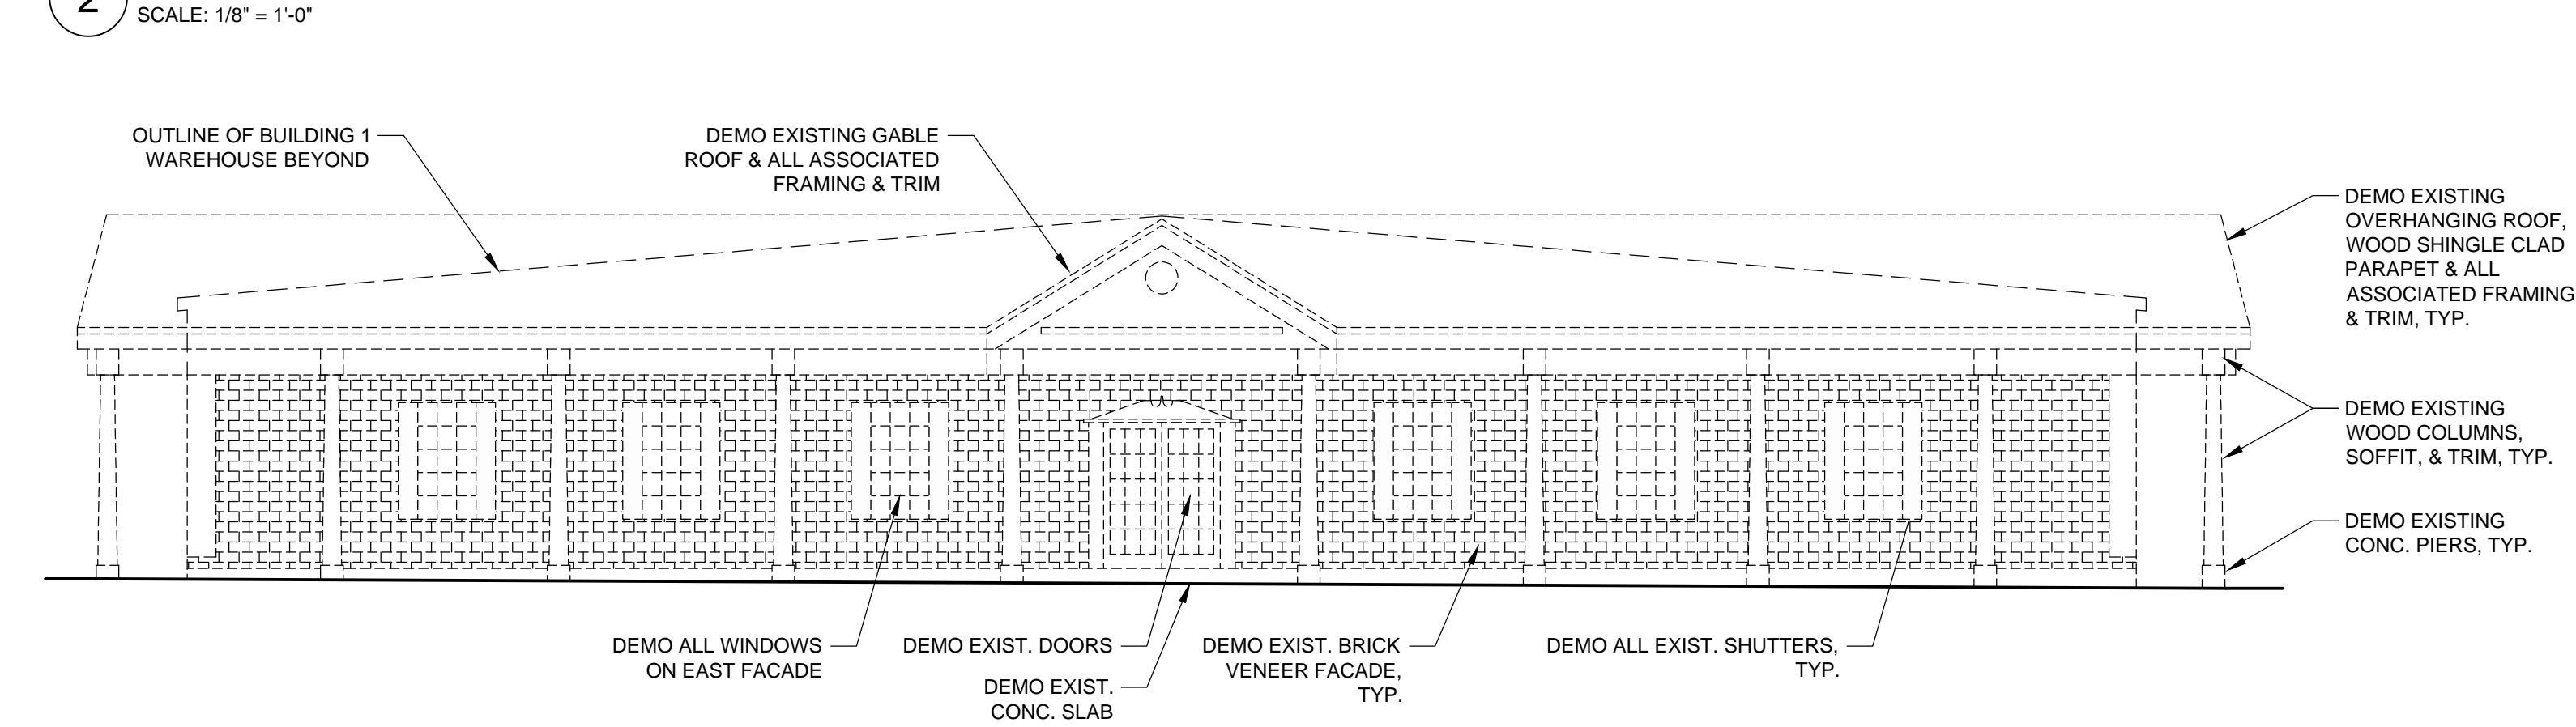 2
SCALE: 1/8" = 1'-0"
OUTLINE OF BUILDING 1
WAREHOUSE BEYOND
DEMO EXISTING GABLE
ROOF & ALL ASSOCIATED
FRAMING & TRIM
DEMO EXISTING
OVERHANGING ROOF,
WOOD SHINGLE CLAD
PARAPET & ALL
ASSOCIATED FRAMING
& TRIM, TYP.
DEMO EXISTING
WOOD COLUMNS,
SOFFIT, & TRIM, TYP.
DEMO EXISTING
CONC. PIERS, TYP.
DEMO ALL WINDOWS
ON EAST FACADE
DEMO EXIST. DOORS
DEMO EXIST.
CONC. SLAB
DEMO EXIST. BRICK
VENEER FACADE,
TYP.
DEMO ALL EXIST. SHUTTERS,
TYP.